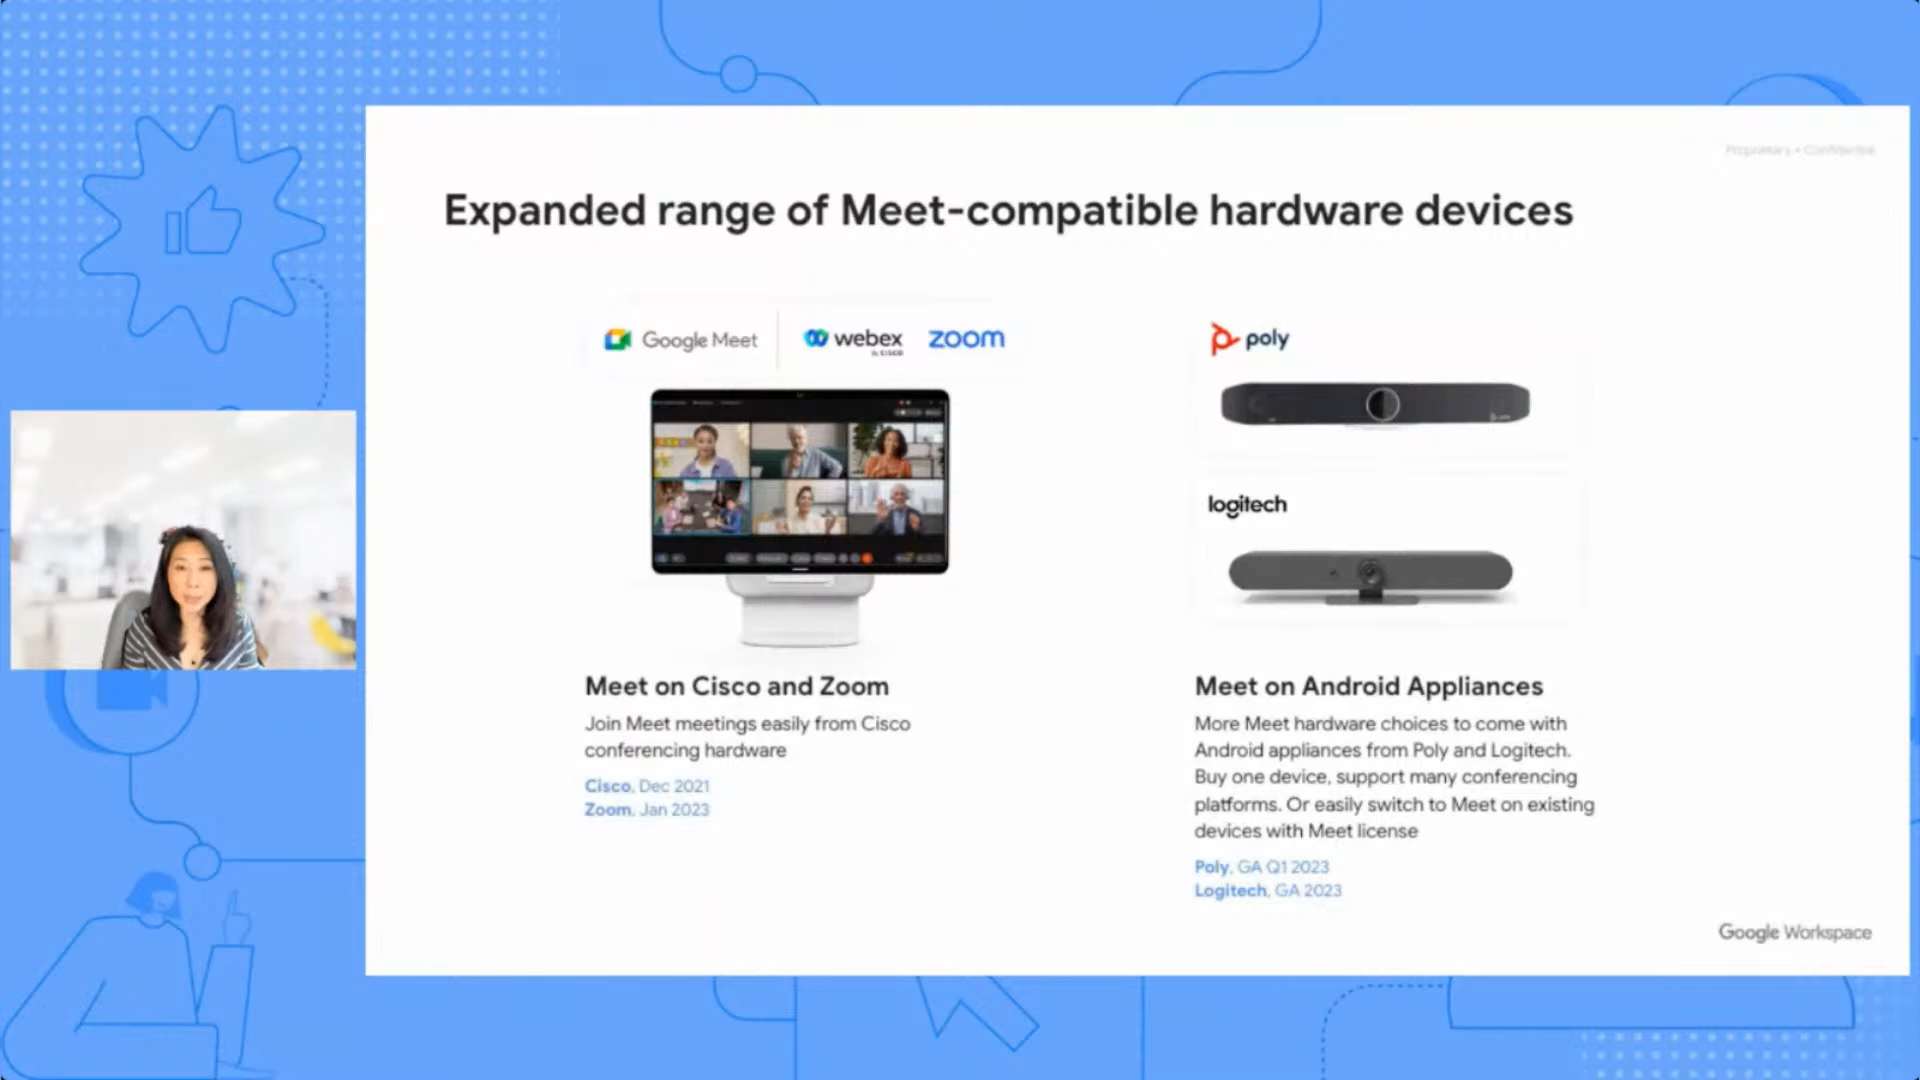 Proprietary + Confidential
Expanded range of Meet-compatible hardware devices
Google Meet
webex
by CISCO
zoom
poly
logitech
Meet on Cisco and Zoom
Join Meet meetings easily from Cisco
conferencing hardware
Cisco, Dec 2021
Zoom, Jan 2023
Meet on Android Appliances
More Meet hardware choices to come with
Android appliances from Poly and Logitech.
Buy one device, support many conferencing
platforms. Or easily switch to Meet on existing
devices with Meet license
Poly, GA Q1 2023
Logitech, GA 2023
Google Workspace